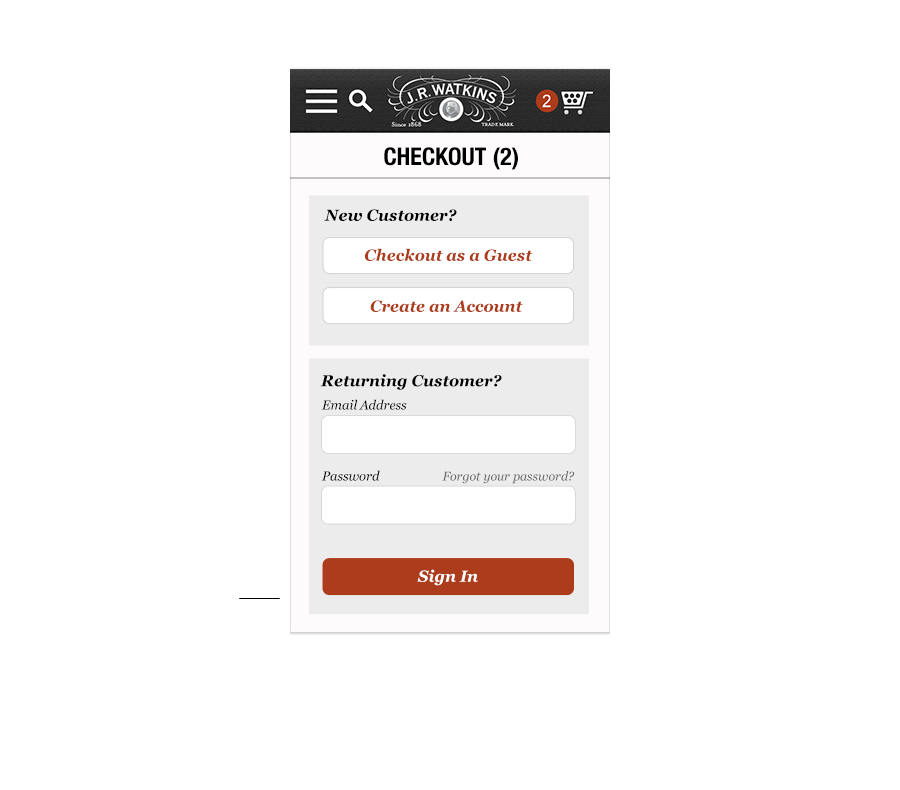 J.R. WATKINS
Since 1868 TRADE MARK
2
CHECKOUT (2)
New Customer?
Checkout as a Guest
Create an Account
Returning Customer?
Email Address
Password Forgot your password?
Sign In